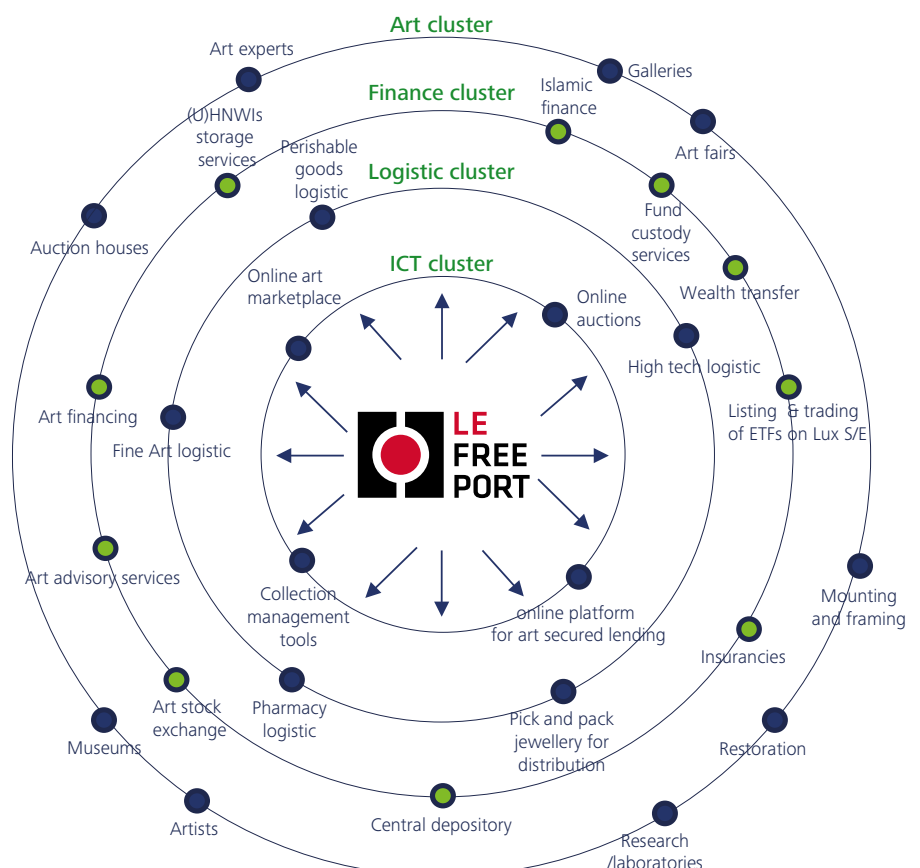 Art cluster
Art experts
Galleries
Finance cluster
Islamic
finance
(U)HNWIs
storage
services
Art fairs
Perishable
goods
logistic
Logistic cluster
Fund
custody
services
Auction houses
ICT cluster
Online art
marketplace
Online
auctions
Wealth transfer
High tech logistic
Art financing
Listing & trading
of ETFs on Lux S/E
Fine Art logistic
LE
FREE
PORT
Art advisory services
Collection
management
tools
online platform
for art secured lending
Mounting
and framing
Insurancies
Art stock
exchange
Pharmacy
logistic
Pick and pack
jewellery for
distribution
Museums
Restoration
Artists
Central depository
Research
/laboratories